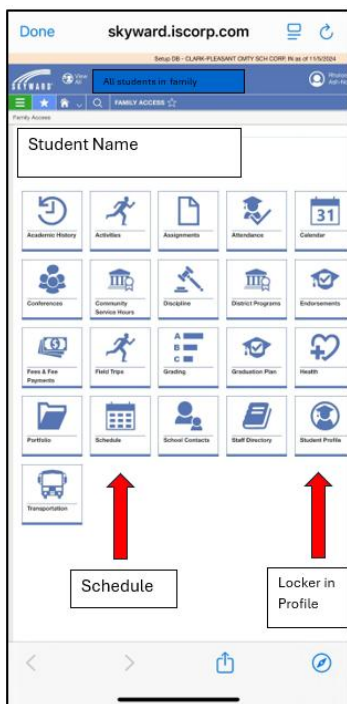 Done skyward.iscorp.com
Setup DB - CLARK-PLEASANT CMTY SCH CORP. IN as of 11/5/2024
SKYWARD® View All All students in family
FAMILY ACCESS
Family Access
Student Name
31
Academic History Activities Assignments Attendance Calendar
Conferences Community Service Hours Discipline District Programs Endorsements
A
B
C
Fees & Fee Payments Field Trips Grading Graduation Plan Health
Portfolio Schedule School Contacts Staff Directory Student Profile
Transportation
Schedule
Locker in
Profile